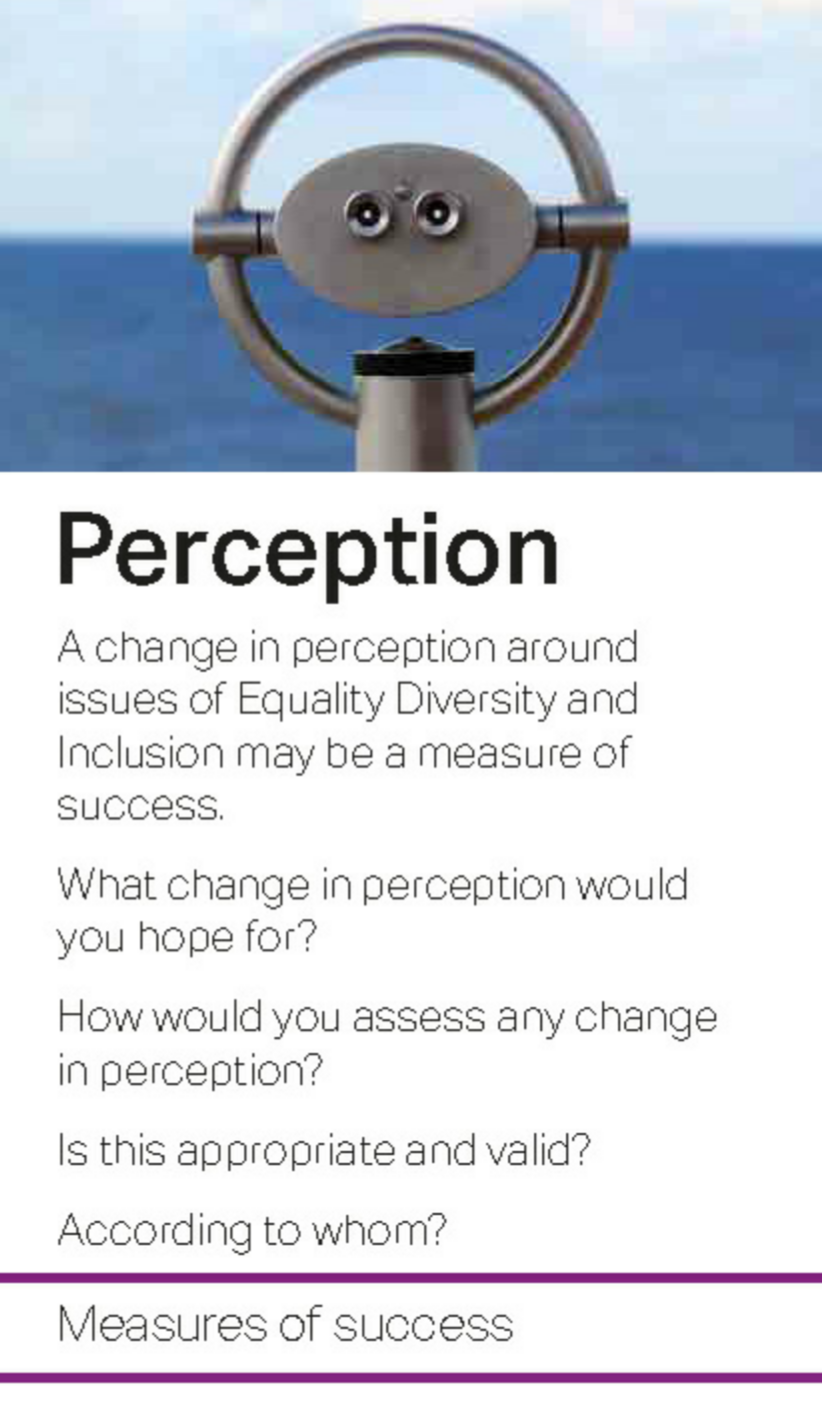 Perception
A change in perception around
issues of Equality Diversity and
Inclusion may be a measure of
success.
What change in perception would
you hope for?
How would you assess any change
in perception?
Is this appropriate and valid?
According to whom?
Measures of success